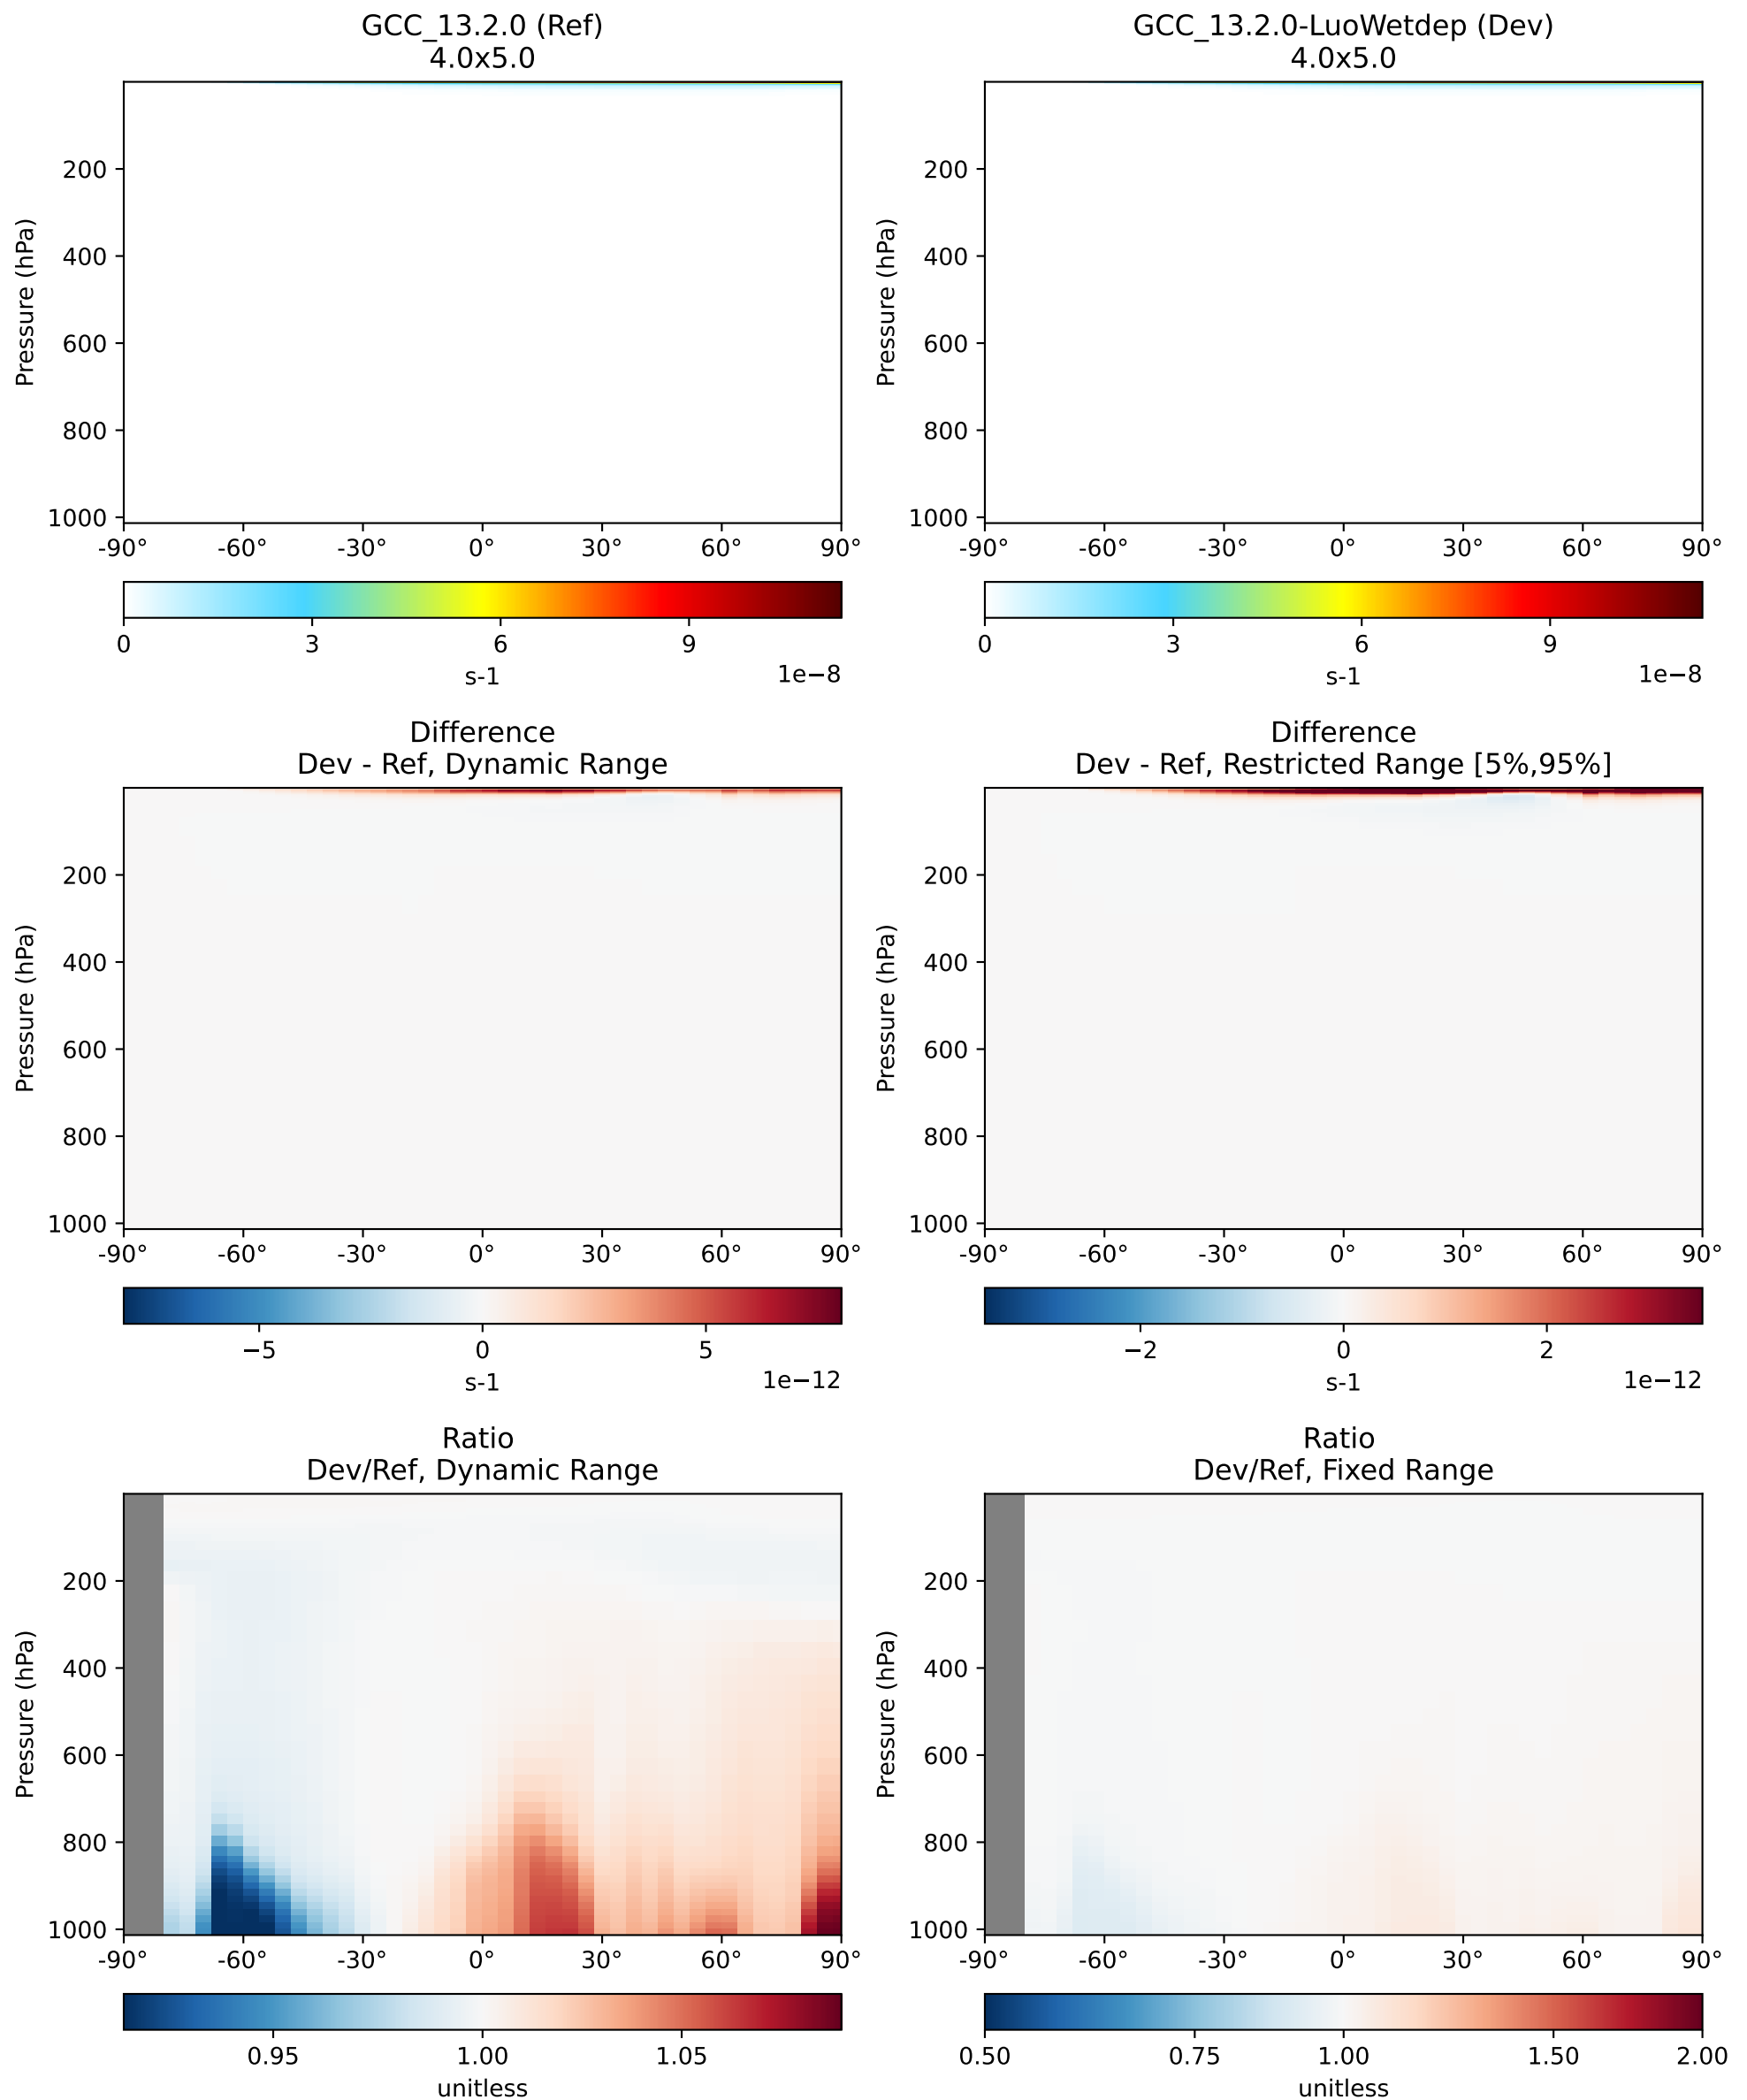 GCC_13.2.0 (Ref)
4.0x5.0
Pressure (hPa)
200
400
600
800
1000
-90° -60° -30° 0° 30° 60° 90°
0 3 6 9
s-1
1e−8
GCC_13.2.0-LuoWetdep (Dev)
4.0x5.0
Pressure (hPa)
200
400
600
800
1000
-90° -60° -30° 0° 30° 60° 90°
0 3 6 9
s-1
1e−8
Difference
Dev - Ref, Dynamic Range
Pressure (hPa)
200
400
600
800
1000
-90° -60° -30° 0° 30° 60° 90°
−5 0 5
s-1
1e−12
Difference
Dev - Ref, Restricted Range [5%,95%]
Pressure (hPa)
200
400
600
800
1000
-90° -60° -30° 0° 30° 60° 90°
−2 0 2
s-1
1e−12
Ratio
Dev/Ref, Dynamic Range
Pressure (hPa)
200
400
600
800
1000
-90° -60° -30° 0° 30° 60° 90°
0.95 1.00 1.05
unitless
Ratio
Dev/Ref, Fixed Range
Pressure (hPa)
200
400
600
800
1000
-90° -60° -30° 0° 30° 60° 90°
0.50 0.75 1.00 1.50 2.00
unitless